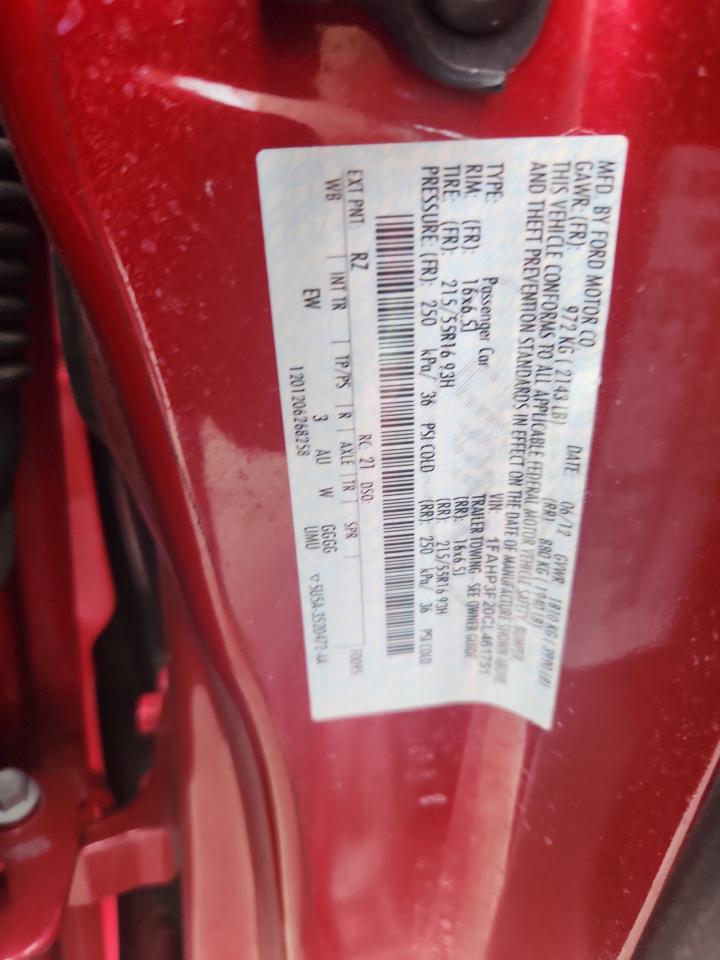 MFD. BY FORD MOTOR CO. DATE: 06/12 GVWR: 1810 KG / 3990 LB)
GAWR: (FR): 972 KG ( 2143 LB) (RR): 880 KG ( 1940 LB)
THIS VEHICLE CONFORMS TO ALL APPLICABLE FEDERAL MOTOR VEHICLE SAFETY, BUMPER
AND THEFT PREVENTION STANDARDS IN EFFECT ON THE DATE OF MANUFACTURE SHOWN ABOVE.
VIN: 1FAHP3F20CL461751
TYPE: Passenger Car TRAILER TOWING - SEE OWNER GUIDE
RIM: (FR): 16x6.5J (RR): 16x6.5J
TIRE: (FR): 215/55R16 93H (RR): 215/55R16 93H
PRESSURE: (FR): 250 kPa/ 36 PSI COLD (RR): 250 kPa/ 36 PSI COLD
EXT PNT: RZ RC: 21 DSO: F0095
WB INT TR TP/PS R AXLE TR SPR
EW 3 AU W GGGG
UMU
1201206268258 5U5A-3520472-AA